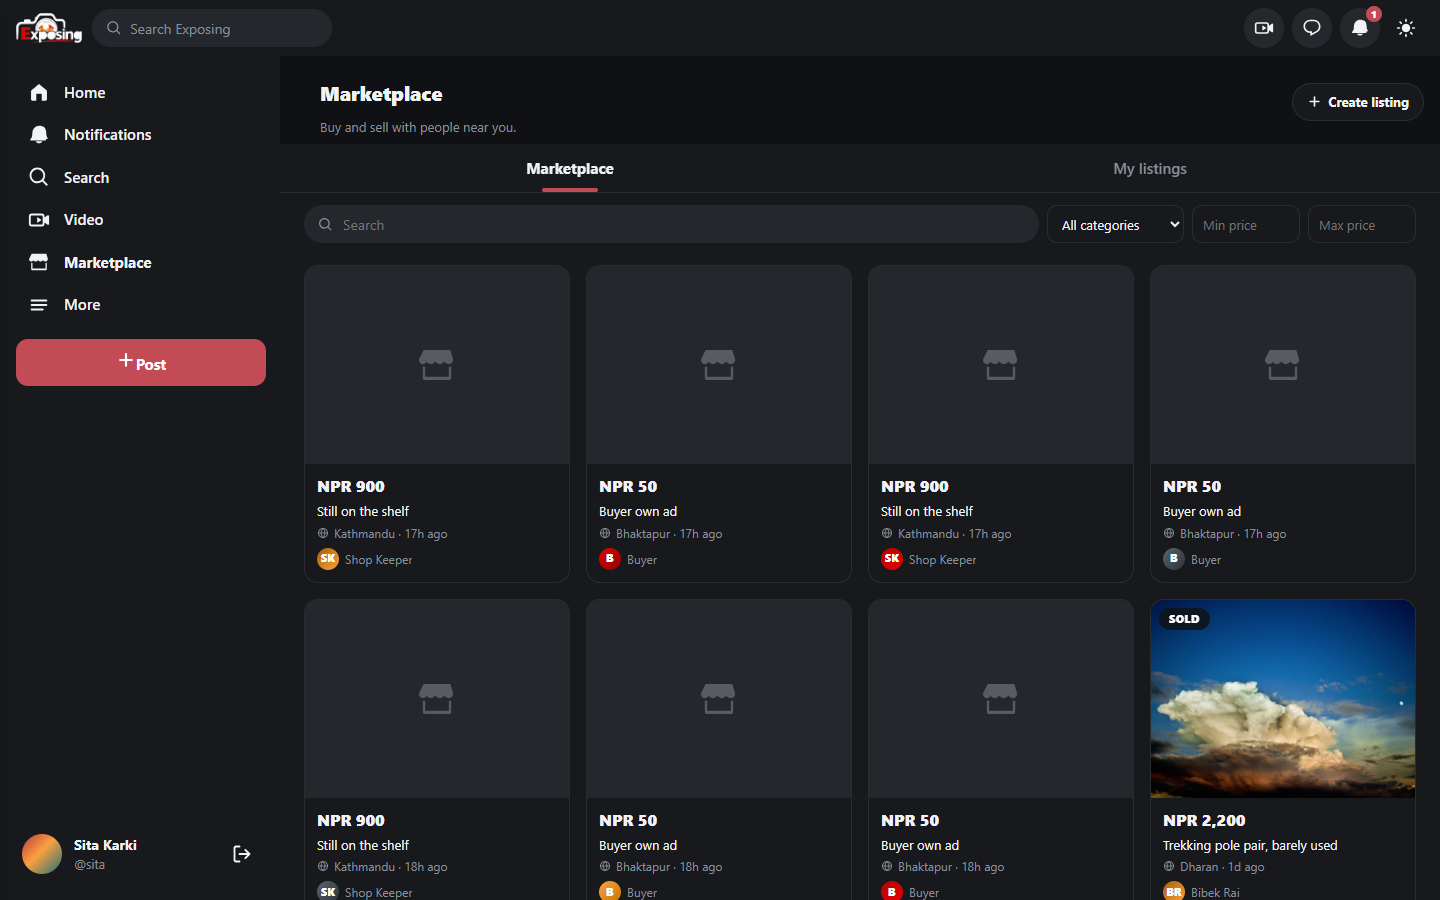 Exposing
Search Exposing
1
Home
Notifications
Search
Video
Marketplace
More
Post
Sita Karki
@sita
Marketplace
Buy and sell with people near you.
Create listing
Marketplace
My listings
Search
All categories
Min price
Max price
NPR 900
Still on the shelf
Kathmandu · 17h ago
SK Shop Keeper
NPR 50
Buyer own ad
Bhaktapur · 17h ago
B Buyer
NPR 900
Still on the shelf
Kathmandu · 17h ago
SK Shop Keeper
NPR 50
Buyer own ad
Bhaktapur · 17h ago
B Buyer
NPR 900
Still on the shelf
Kathmandu · 18h ago
SK Shop Keeper
NPR 50
Buyer own ad
Bhaktapur · 18h ago
B Buyer
NPR 50
Buyer own ad
Bhaktapur · 18h ago
B Buyer
SOLD
NPR 2,200
Trekking pole pair, barely used
Dharan · 1d ago
BR Bibek Rai